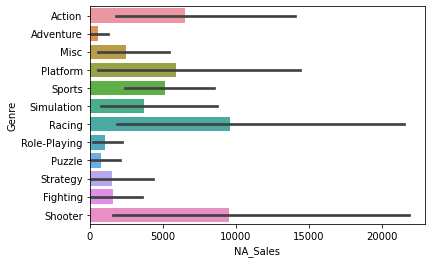 Genre
Action
Adventure
Misc
Platform
Sports
Simulation
Racing
Role-Playing
Puzzle
Strategy
Fighting
Shooter
0 5000 10000 15000 20000
NA_Sales